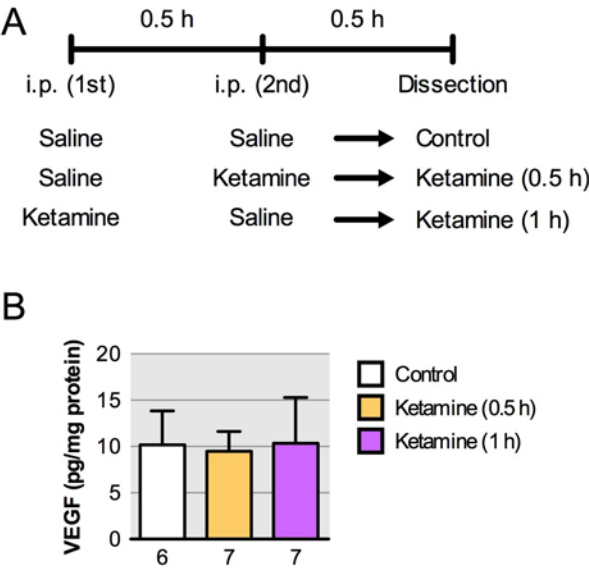 A
0.5 h 0.5 h
i.p. (1st) i.p. (2nd) Dissection
Saline Saline Control
Saline Ketamine Ketamine (0.5 h)
Ketamine Saline Ketamine (1 h)
B
VEGF (pg/mg protein)
20
15
10
5
0
6 7 7
Control
Ketamine (0.5 h)
Ketamine (1 h)